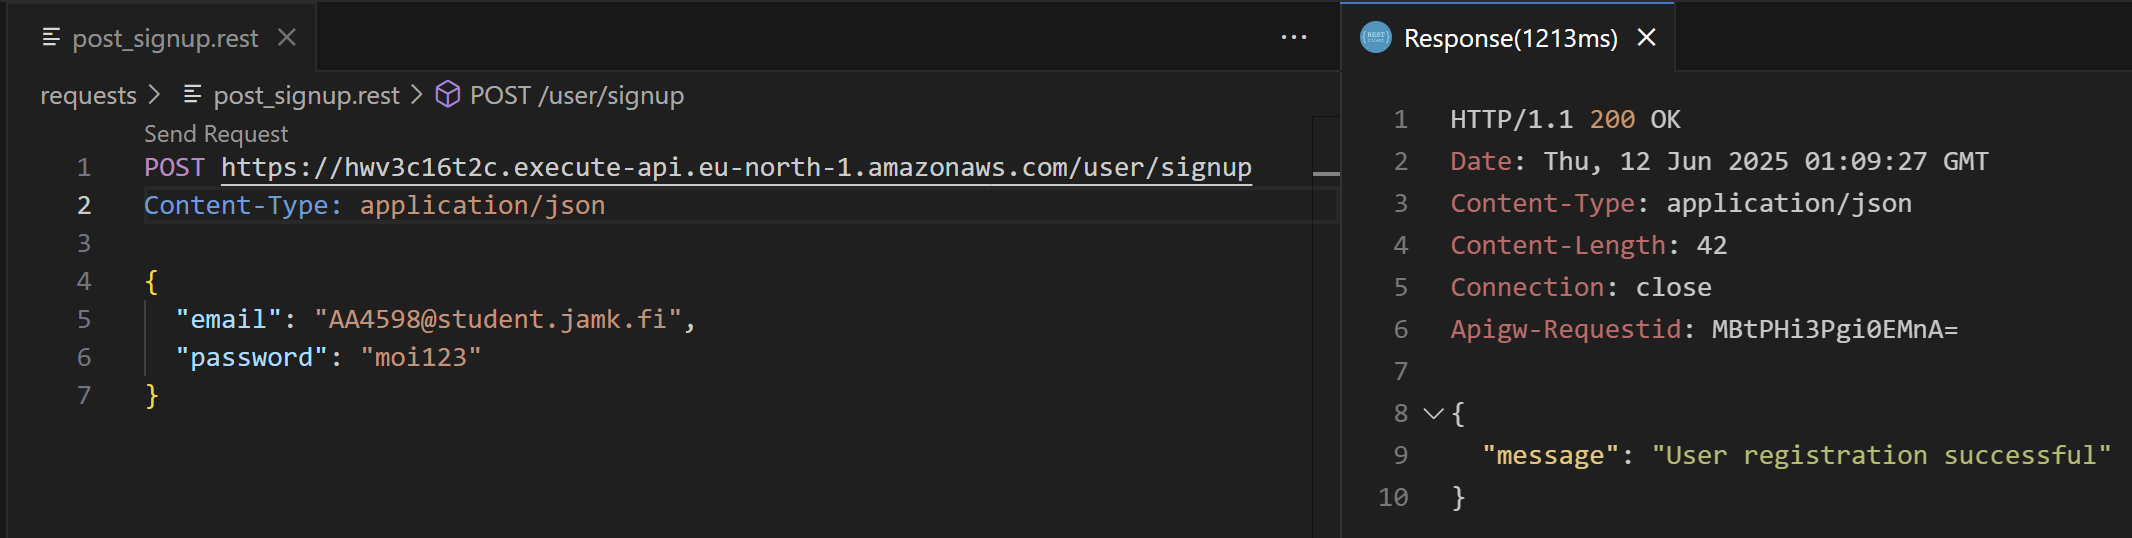 post_signup.rest
requests > post_signup.rest > POST /user/signup
Send Request
1 POST https://hwv3c16t2c.execute-api.eu-north-1.amazonaws.com/user/signup
2 Content-Type: application/json
3
4 {
5 "email": "AA4598@student.jamk.fi",
6 "password": "moi123"
7 }
REST
Client
Response(1213ms)
1 HTTP/1.1 200 OK
2 Date: Thu, 12 Jun 2025 01:09:27 GMT
3 Content-Type: application/json
4 Content-Length: 42
5 Connection: close
6 Apigw-Requestid: MBtPHi3Pgi0EMnA=
7
8 {
9 "message": "User registration successful"
10 }